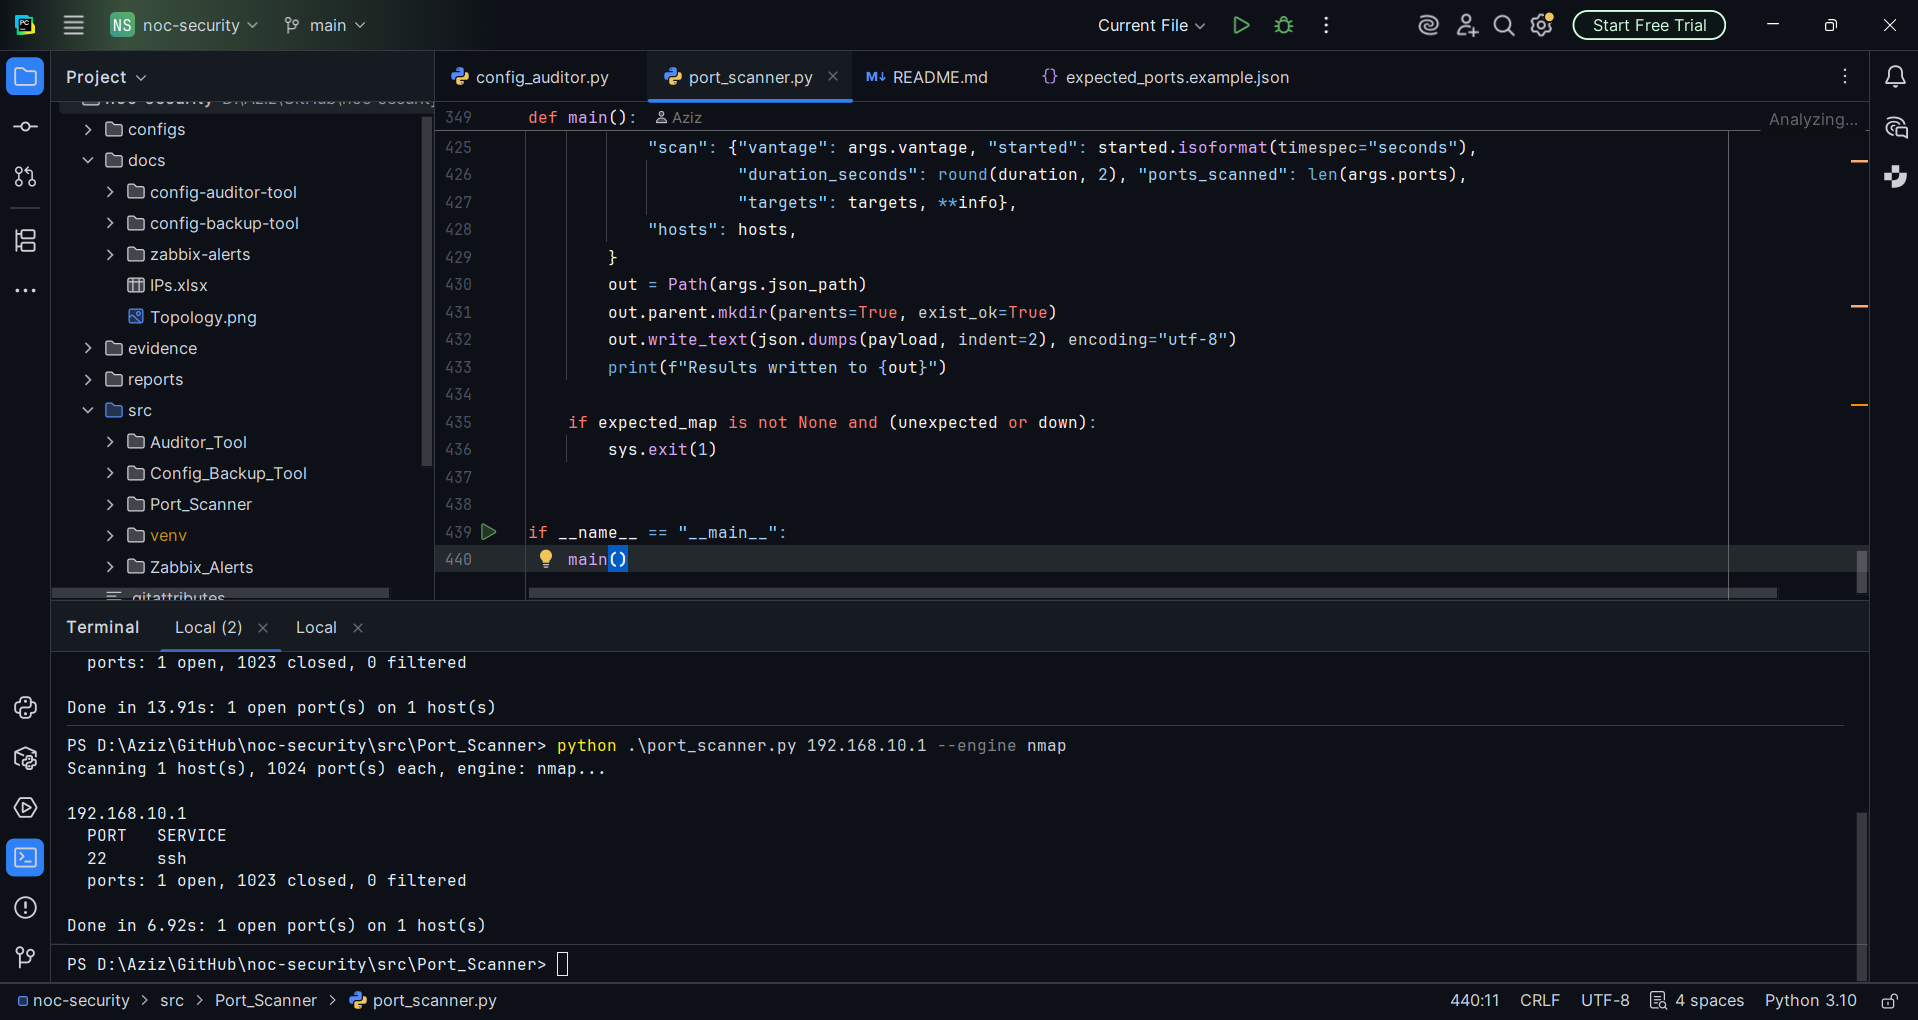 PC
NS noc-security
main
Current File
Start Free Trial
Project
config_auditor.py
port_scanner.py
M↓ README.md
{} expected_ports.example.json
noc-security D:\Aziz\GitHub\noc-security
configs
docs
config-auditor-tool
config-backup-tool
zabbix-alerts
IPs.xlsx
Topology.png
evidence
reports
src
Auditor_Tool
Config_Backup_Tool
Port_Scanner
venv
Zabbix_Alerts
.gitattributes
349 def main(): Aziz
Analyzing...
425 "scan": {"vantage": args.vantage, "started": started.isoformat(timespec="seconds"),
426 "duration_seconds": round(duration, 2), "ports_scanned": len(args.ports),
427 "targets": targets, **info},
428 "hosts": hosts,
429 }
430 out = Path(args.json_path)
431 out.parent.mkdir(parents=True, exist_ok=True)
432 out.write_text(json.dumps(payload, indent=2), encoding="utf-8")
433 print(f"Results written to {out}")
434
435 if expected_map is not None and (unexpected or down):
436 sys.exit(1)
437
438
439 if __name__ == "__main__":
440 main()
Terminal
Local (2)
Local
ports: 1 open, 1023 closed, 0 filtered
Done in 13.91s: 1 open port(s) on 1 host(s)
PS D:\Aziz\GitHub\noc-security\src\Port_Scanner> python .\port_scanner.py 192.168.10.1 --engine nmap
Scanning 1 host(s), 1024 port(s) each, engine: nmap...
192.168.10.1
PORT SERVICE
22 ssh
ports: 1 open, 1023 closed, 0 filtered
Done in 6.92s: 1 open port(s) on 1 host(s)
PS D:\Aziz\GitHub\noc-security\src\Port_Scanner>
noc-security > src > Port_Scanner > port_scanner.py
440:11
CRLF
UTF-8
4 spaces
Python 3.10